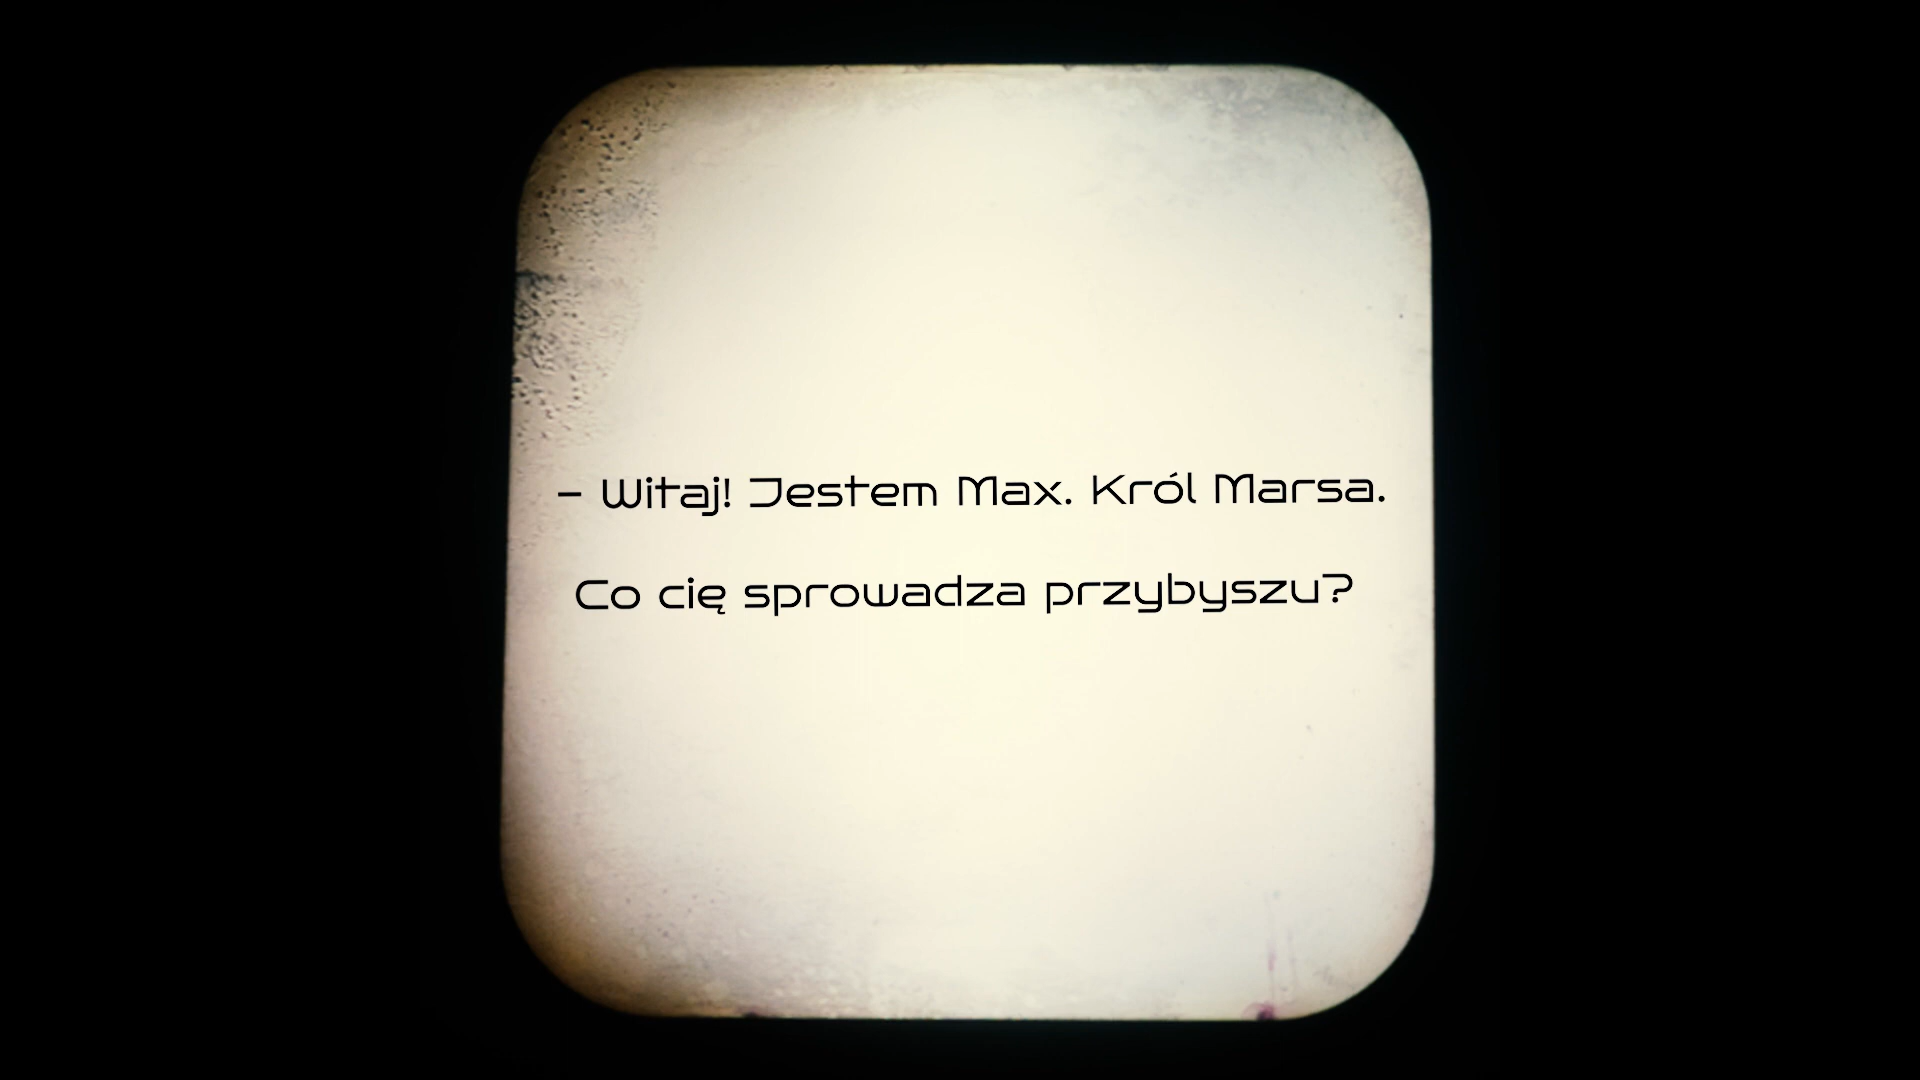 – Witaj! Jestem Max. Król Marsa.
Co cię sprowadza przybyszu?